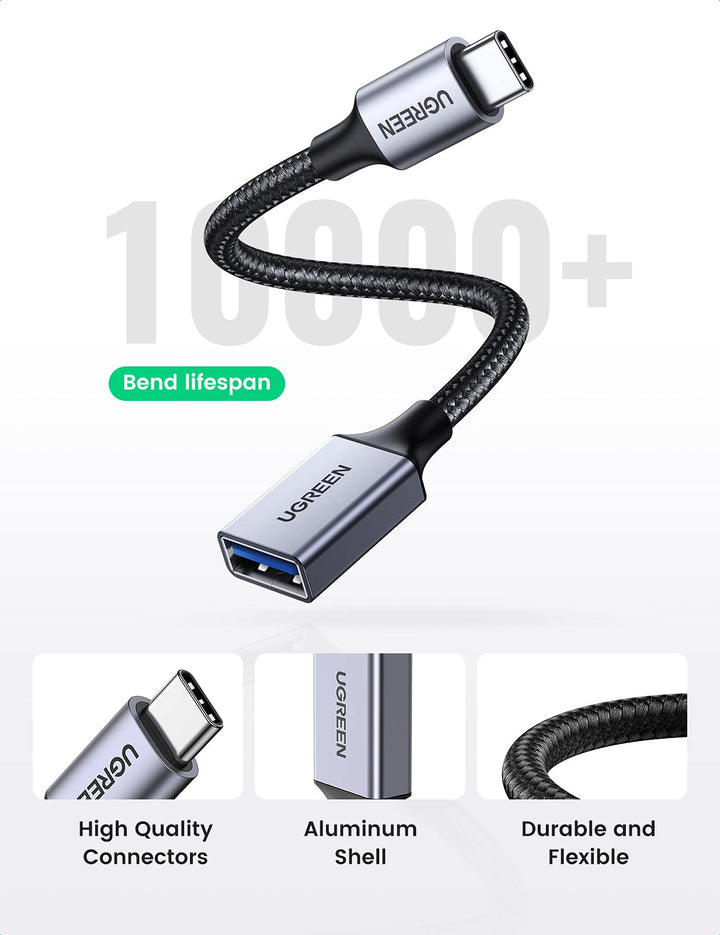 UGREEN
10000+
Bend lifespan
UGREEN
UGREEN
UGREEN
High Quality
Connectors
Aluminum
Shell
Durable and
Flexible